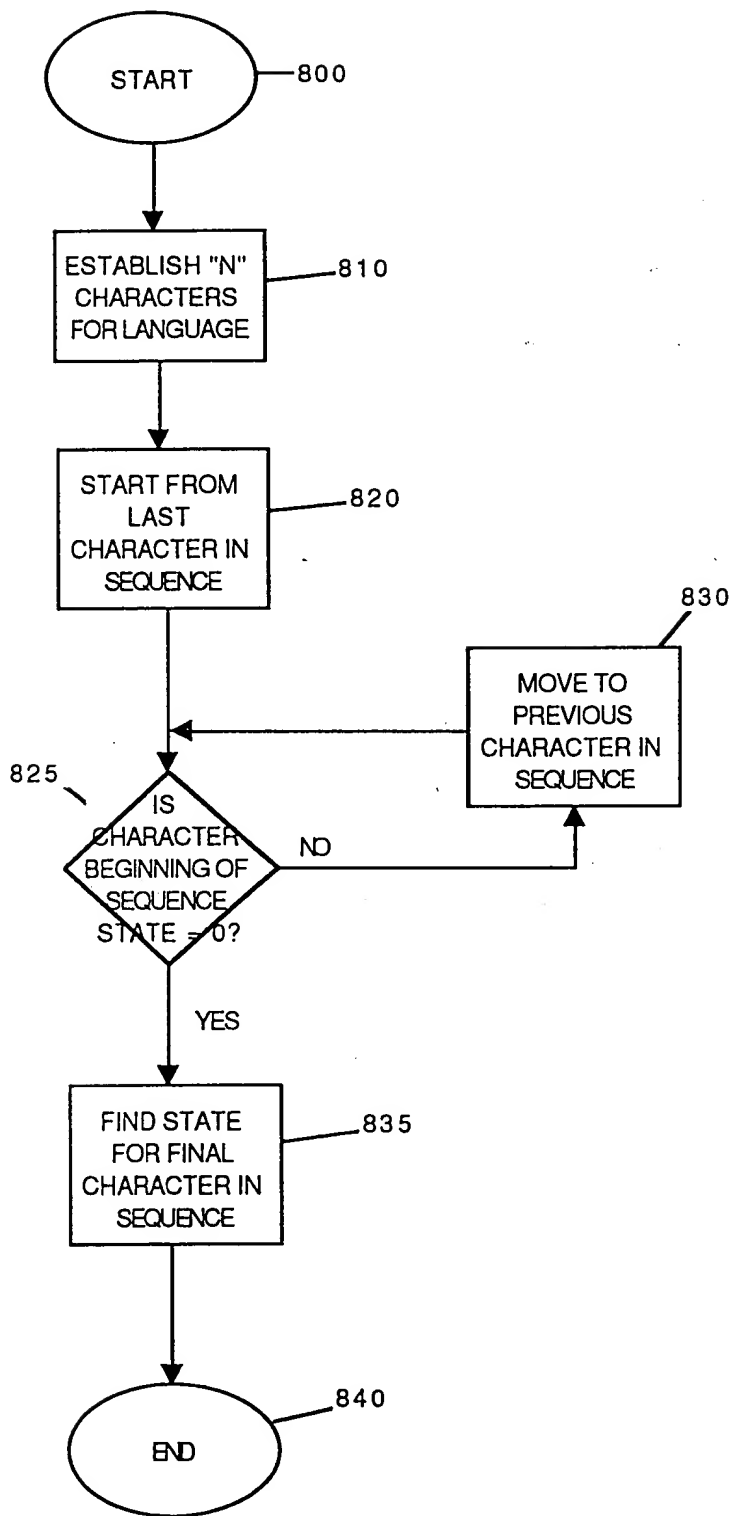 START
800
ESTABLISH "N"
CHARACTERS
FOR LANGUAGE
810
START FROM
LAST
CHARACTER IN
SEQUENCE
820
830
MOVE TO
PREVIOUS
CHARACTER IN
SEQUENCE
825
IS
CHARACTER
BEGINNING OF
SEQUENCE
STATE = 0?
NO
YES
FIND STATE
FOR FINAL
CHARACTER IN
SEQUENCE
835
840
END